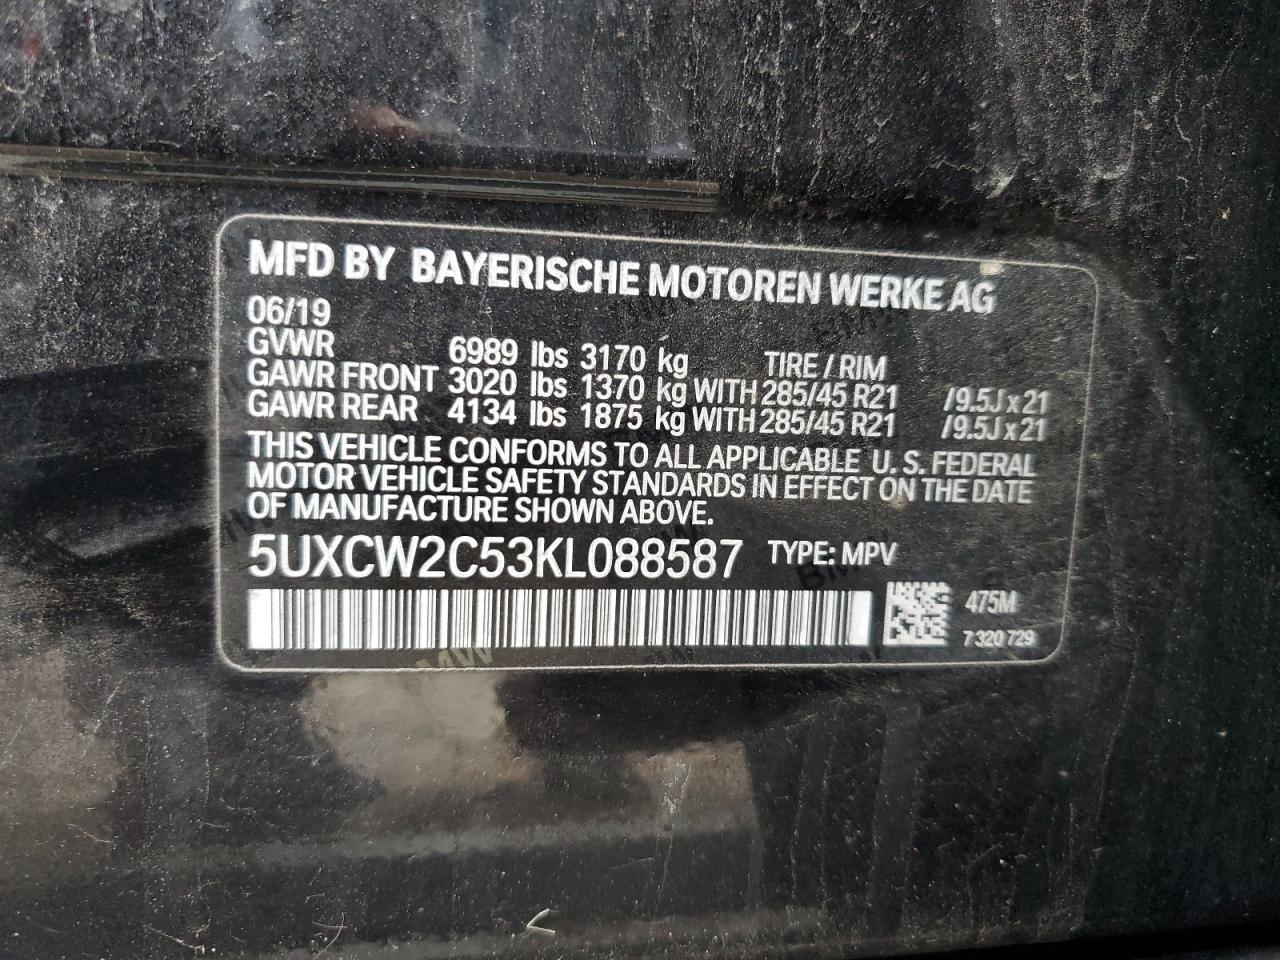 MFD BY BAYERISCHE MOTOREN WERKE AG
06/19
GVWR 6989 lbs 3170 kg TIRE / RIM
GAWR FRONT 3020 lbs 1370 kg WITH 285/45 R21 /9.5J x 21
GAWR REAR 4134 lbs 1875 kg WITH 285/45 R21 /9.5J x 21
THIS VEHICLE CONFORMS TO ALL APPLICABLE U.S. FEDERAL
MOTOR VEHICLE SAFETY STANDARDS IN EFFECT ON THE DATE
OF MANUFACTURE SHOWN ABOVE.
5UXCW2C53KL088587 TYPE: MPV
475M
7 320 729